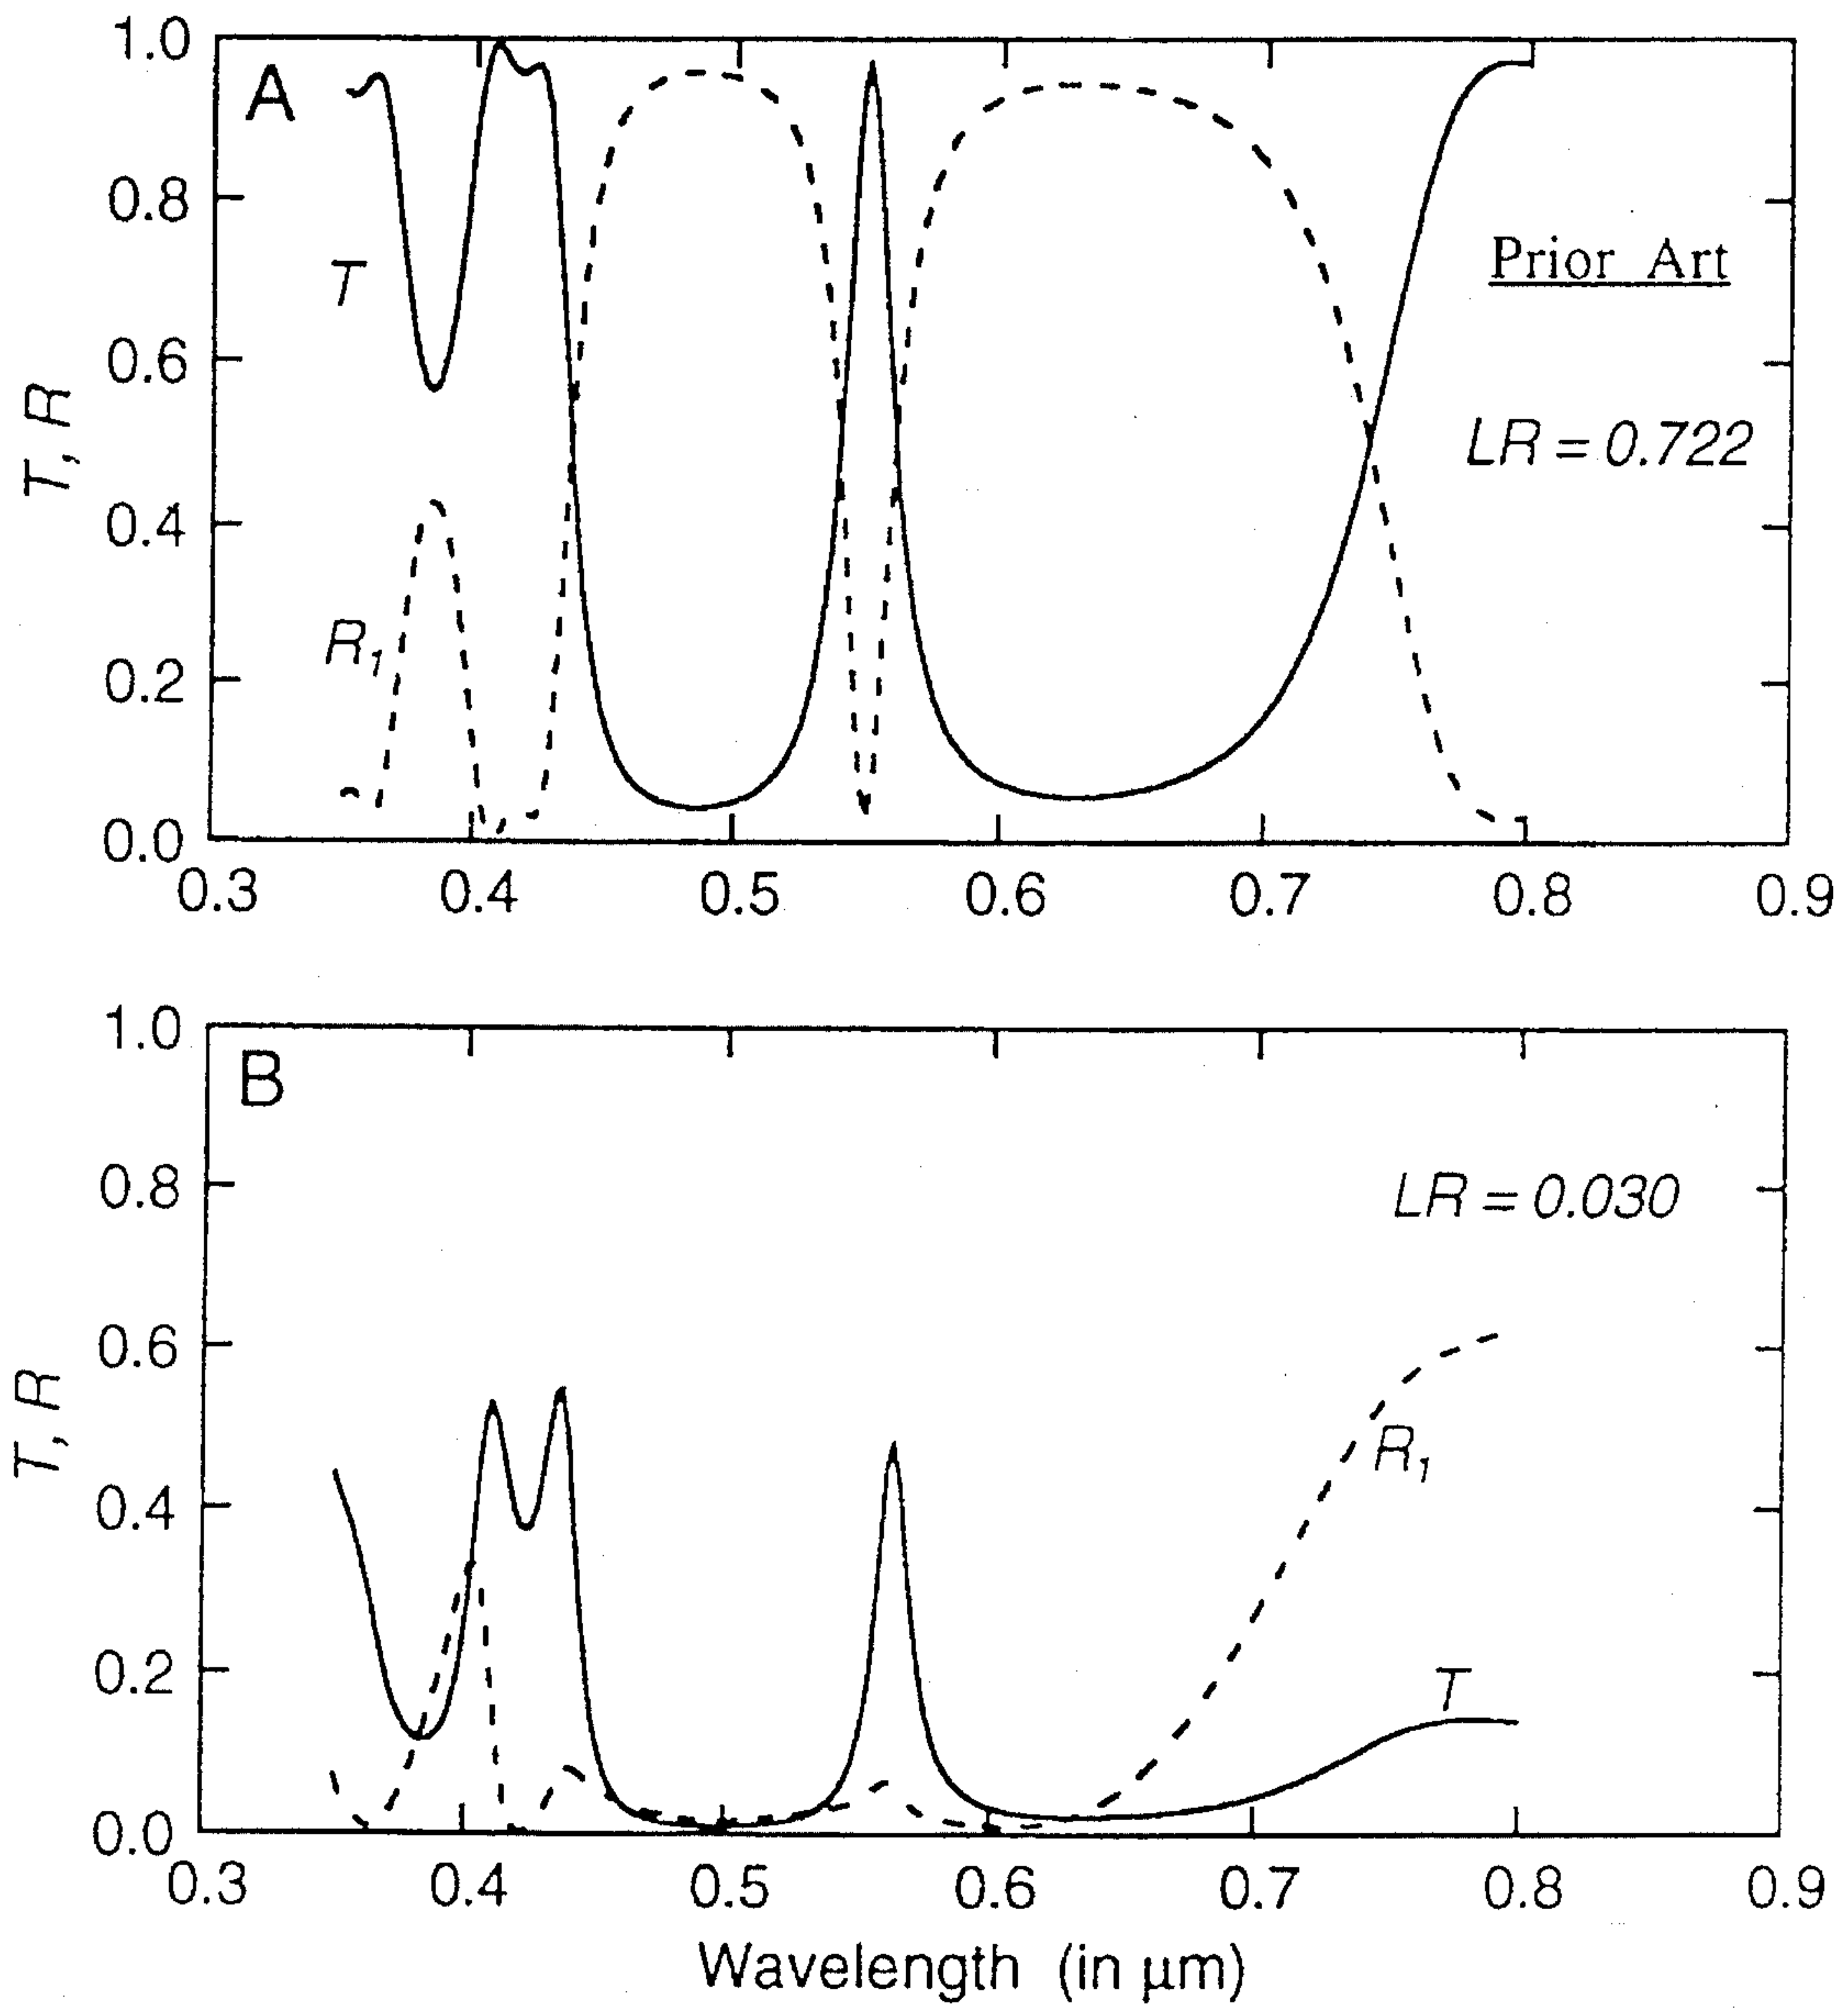 1.0
A
0.8
T
Prior Art
0.6
T, R
LR = 0.722
0.4
R1
0.2
0.0
0.3 0.4 0.5 0.6 0.7 0.8 0.9
1.0
B
0.8
LR = 0.030
0.6
T, R
R1
0.4
0.2
T
0.0
0.3 0.4 0.5 0.6 0.7 0.8 0.9
Wavelength (in μm)